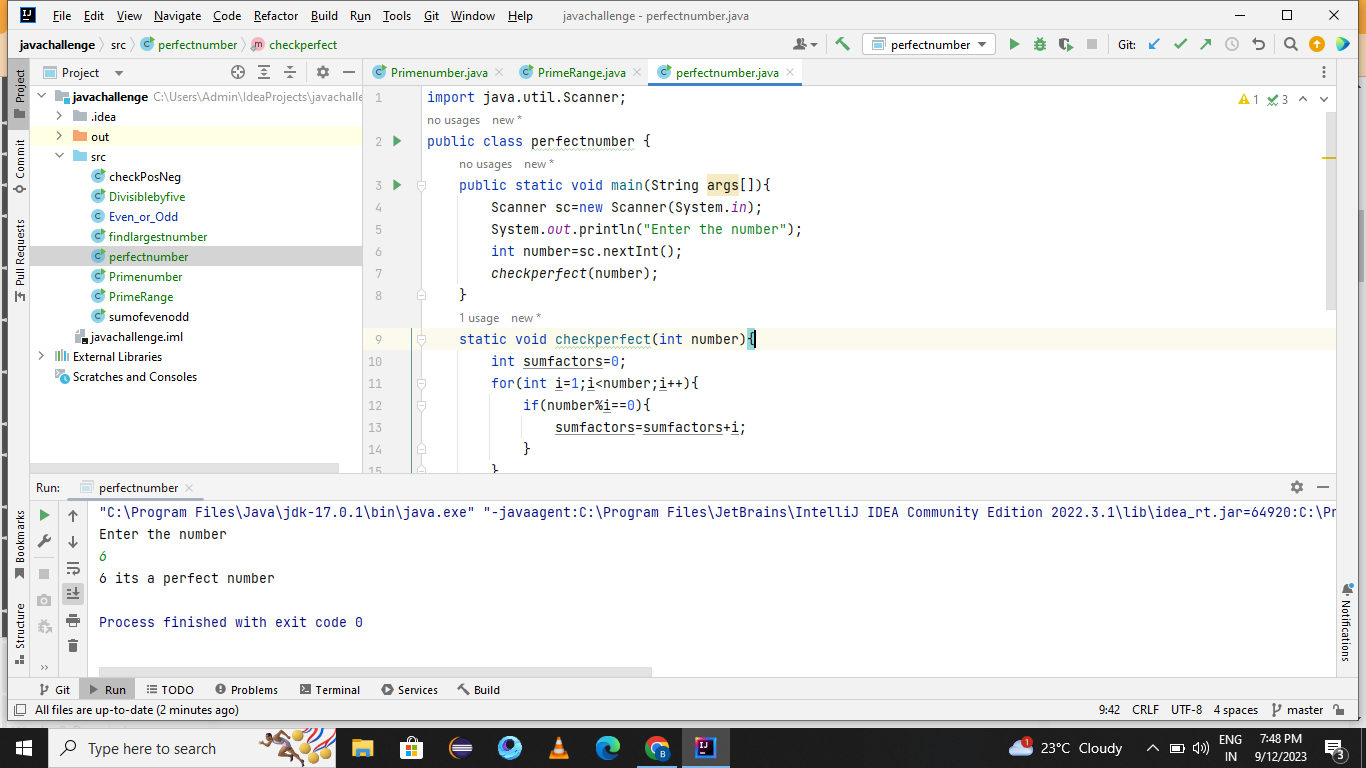 File Edit View Navigate Code Refactor Build Run Tools Git Window Help javachallenge - perfectnumber.java
javachallenge src perfectnumber checkperfect perfectnumber Git:
Project
Primenumber.java PrimeRange.java perfectnumber.java
javachallenge C:\Users\Admin\IdeaProjects\javachalle
.idea
out
src
checkPosNeg
Divisiblebyfive
Even_or_Odd
findlargestnumber
perfectnumber
Primenumber
PrimeRange
sumofevenodd
javachallenge.iml
External Libraries
Scratches and Consoles
Project
Commit
Pull Requests
Bookmarks
Structure
1 import java.util.Scanner;
1 3
no usages new *
2 public class perfectnumber {
no usages new *
3 public static void main(String args[]){
4 Scanner sc=new Scanner(System.in);
5 System.out.println("Enter the number");
6 int number=sc.nextInt();
7 checkperfect(number);
8 }
1 usage new *
9 static void checkperfect(int number){
10 int sumfactors=0;
11 for(int i=1;i<number;i++){
12 if(number%i==0){
13 sumfactors=sumfactors+i;
14 }
15 }
Run: perfectnumber
"C:\Program Files\Java\jdk-17.0.1\bin\java.exe" "-javaagent:C:\Program Files\JetBrains\IntelliJ IDEA Community Edition 2022.3.1\lib\idea_rt.jar=64920:C:\Pr
Enter the number
6
6 its a perfect number
Process finished with exit code 0
Notifications
Git Run TODO Problems Terminal Services Build
All files are up-to-date (2 minutes ago) 9:42 CRLF UTF-8 4 spaces master
Type here to search
1
23°C Cloudy
ENG
IN
7:48 PM
9/12/2023
3